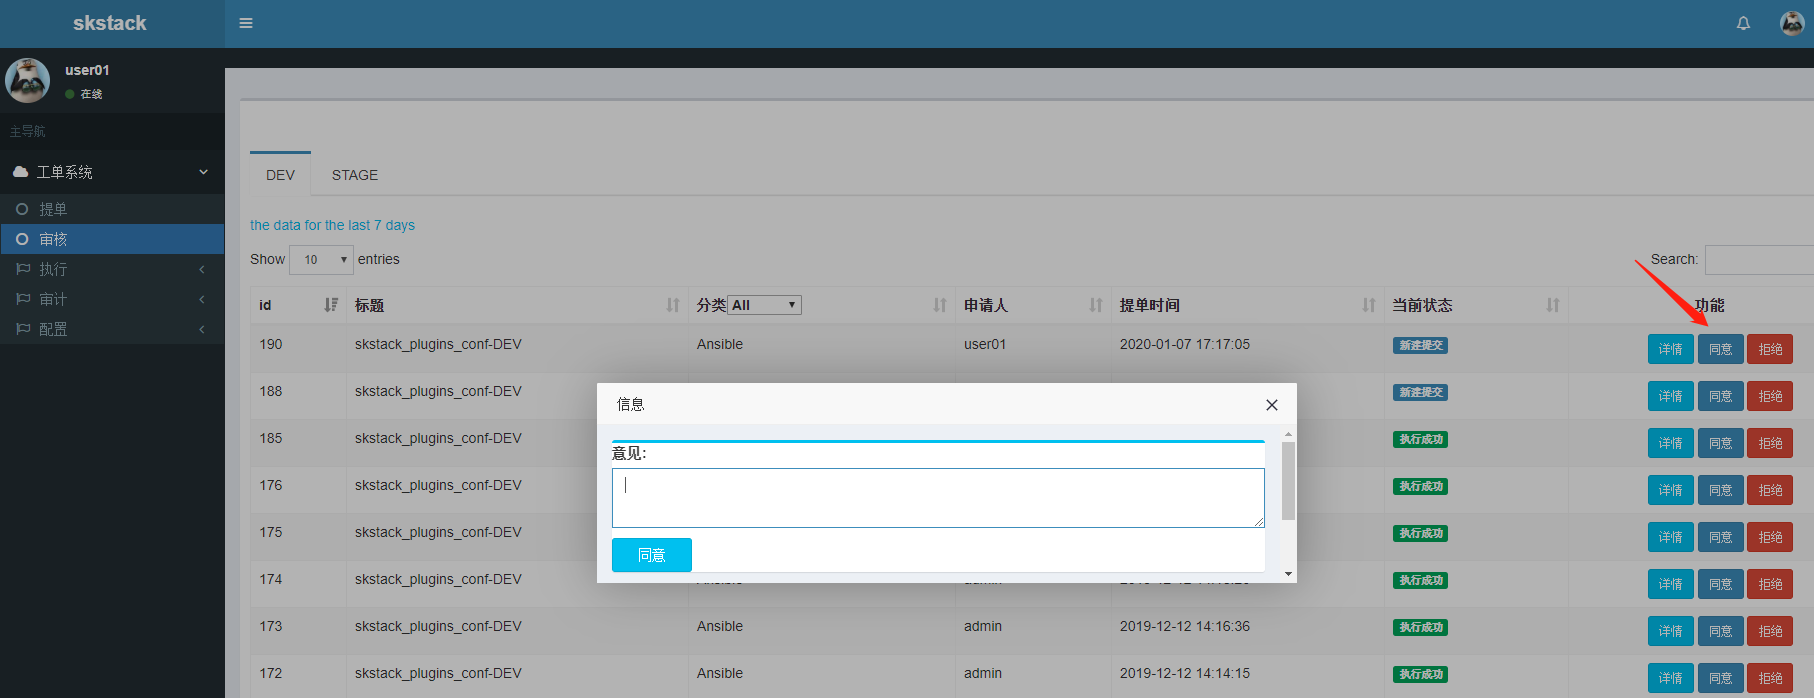 skstack
user01
在线
主导航
工单系统
提单
审核
执行
审计
配置
DEV STAGE
the data for the last 7 days
Show 10 entries Search:
id 标题 分类 All 申请人 提单时间 当前状态 功能
190 skstack_plugins_conf-DEV Ansible user01 2020-01-07 17:17:05 新建提交 详情 同意 拒绝
188 skstack_plugins_conf-DEV 新建提交 详情 同意 拒绝
185 skstack_plugins_conf-DEV 执行成功 详情 同意 拒绝
176 skstack_plugins_conf-DEV 执行成功 详情 同意 拒绝
175 skstack_plugins_conf-DEV 执行成功 详情 同意 拒绝
174 skstack_plugins_conf-DEV 执行成功 详情 同意 拒绝
173 skstack_plugins_conf-DEV Ansible admin 2019-12-12 14:16:36 执行成功 详情 同意 拒绝
172 skstack_plugins_conf-DEV Ansible admin 2019-12-12 14:14:15 执行成功 详情 同意 拒绝
信息
意见:
同意